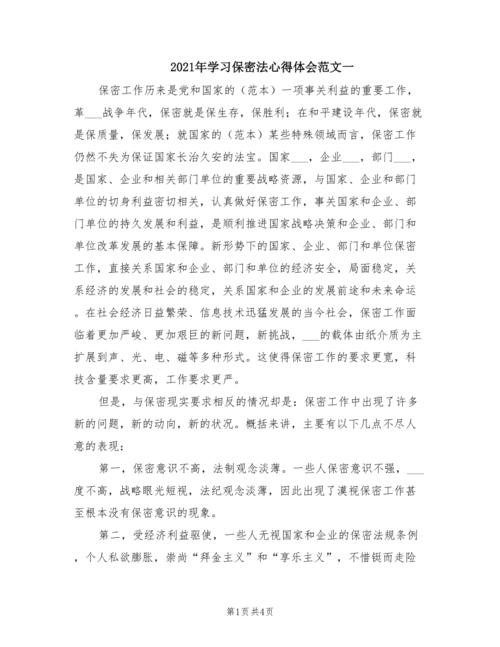 2021年学习保密法心得体会范文一
保密工作历来是党和国家的（范本）一项事关利益的重要工作，
革___战争年代，保密就是保生存，保胜利；在和平建设年代，保密就
是保质量，保发展；就国家的（范本）某些特殊领域而言，保密工作
仍然不失为保证国家长治久安的法宝。国家___，企业___，部门___，
是国家、企业和相关部门单位的重要战略资源，与国家、企业和部门
单位的切身利益密切相关，认真做好保密工作，事关国家和企业、部
门单位的持久发展和利益，是顺利推进国家战略决策和企业、部门和
单位改革发展的基本保障。新形势下的国家、企业、部门和单位保密
工作，直接关系国家和企业、部门和单位的经济安全，局面稳定，关
系经济的发展和社会的稳定，关系国家和企业的发展前途和未来命运
。在社会经济日益繁荣、信息技术迅猛发展的当今社会，保密工作面
临着更加严峻、更加艰巨的新问题，新挑战，___的载体由纸介质为主
扩展到声、光、电、磁等多种形式。这使得保密工作的要求更宽，科
技含量要求更高，工作要求更严。
但是，与保密现实要求相反的情况却是：保密工作中出现了许多
新的问题，新的动向，新的状况。概括来讲，主要有以下几点不尽人
意的表现：
第一，保密意识不高，法制观念淡薄。一些人保密意识不强，___
度不高，战略眼光短视，法纪观念淡薄，因此出现了漠视保密工作甚
至根本没有保密意识的现象。
第二，受经济利益驱使，一些人无视国家和企业的保密法规条例
，个人私欲膨胀，崇尚“拜金主义”和“享乐主义”，不惜铤而走险
第1页共4页